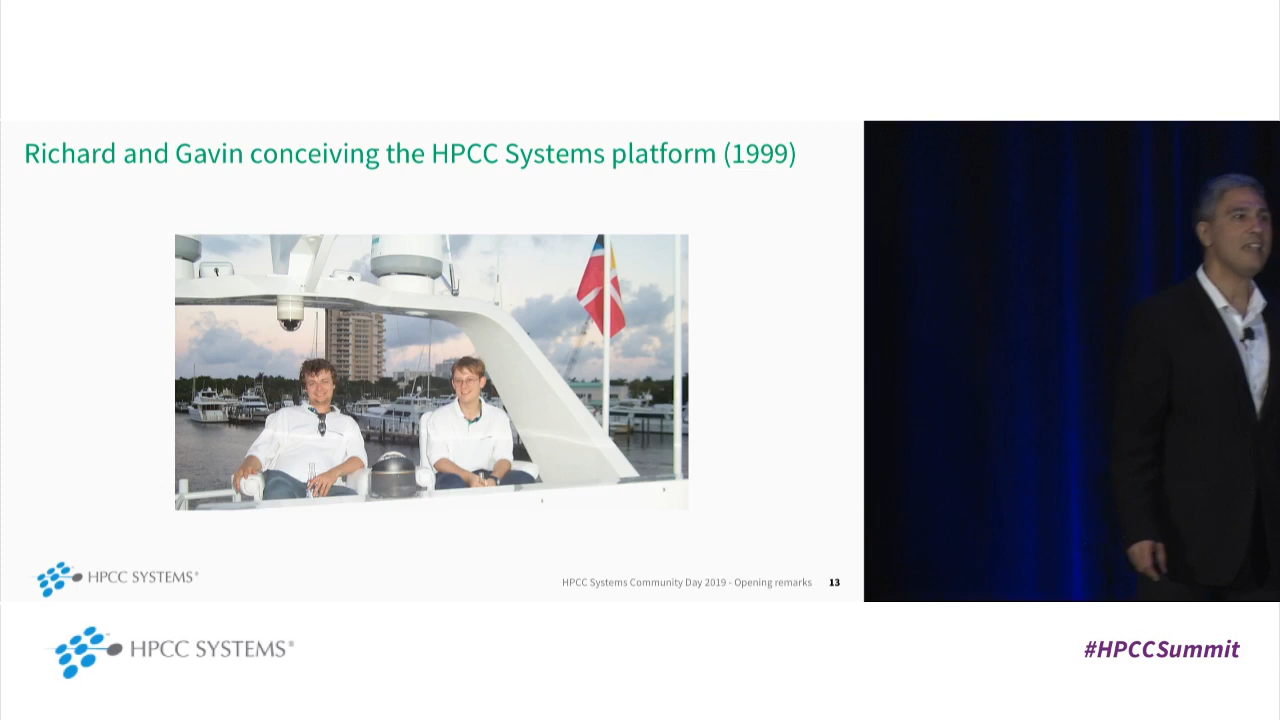 Richard and Gavin conceiving the HPCC Systems platform (1999)
HPCC SYSTEMS®
HPCC Systems Community Day 2019 - Opening remarks 13
HPCC SYSTEMS®
#HPCCSummit